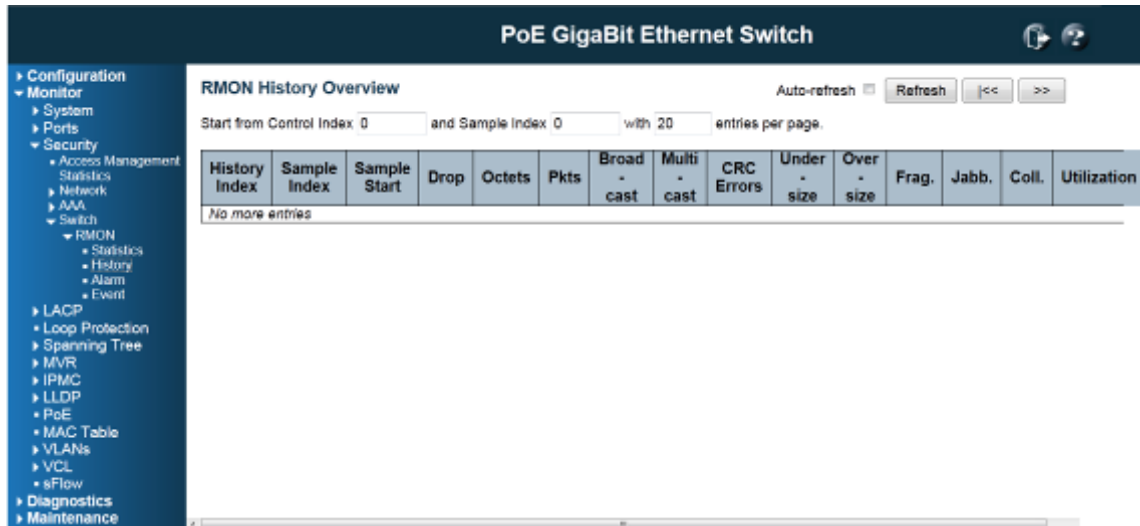 PoE GigaBit Ethernet Switch
Configuration
Monitor
System
Ports
Security
Access Management
Statistics
Network
AAA
Switch
RMON
Statistics
History
Alarm
Event
LACP
Loop Protection
Spanning Tree
MVR
IPMC
LLDP
PoE
MAC Table
VLANs
VCL
sFlow
Diagnostics
Maintenance
RMON History Overview
Auto-refresh Refresh |<< >>
Start from Control Index 0 and Sample Index 0 with 20 entries per page.
History Index Sample Index Sample Start Drop Octets Pkts Broad-cast Multi-cast CRC Errors Under-size Over-size Frag. Jabb. Coll. Utilization
No more entries